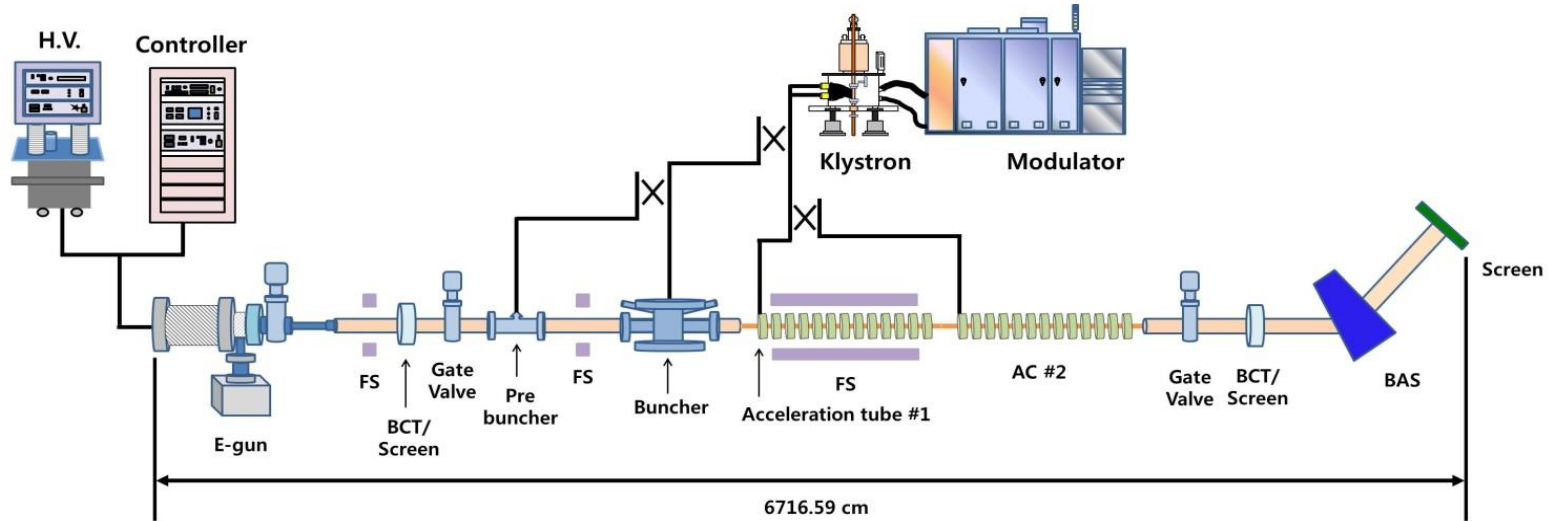 H.V.
Controller
Klystron
Modulator
Screen
FS
Gate
Valve
Pre
buncher
FS
Buncher
FS
Acceleration tube #1
AC #2
Gate
Valve
BCT/
Screen
BAS
BCT/
Screen
E-gun
6716.59 cm